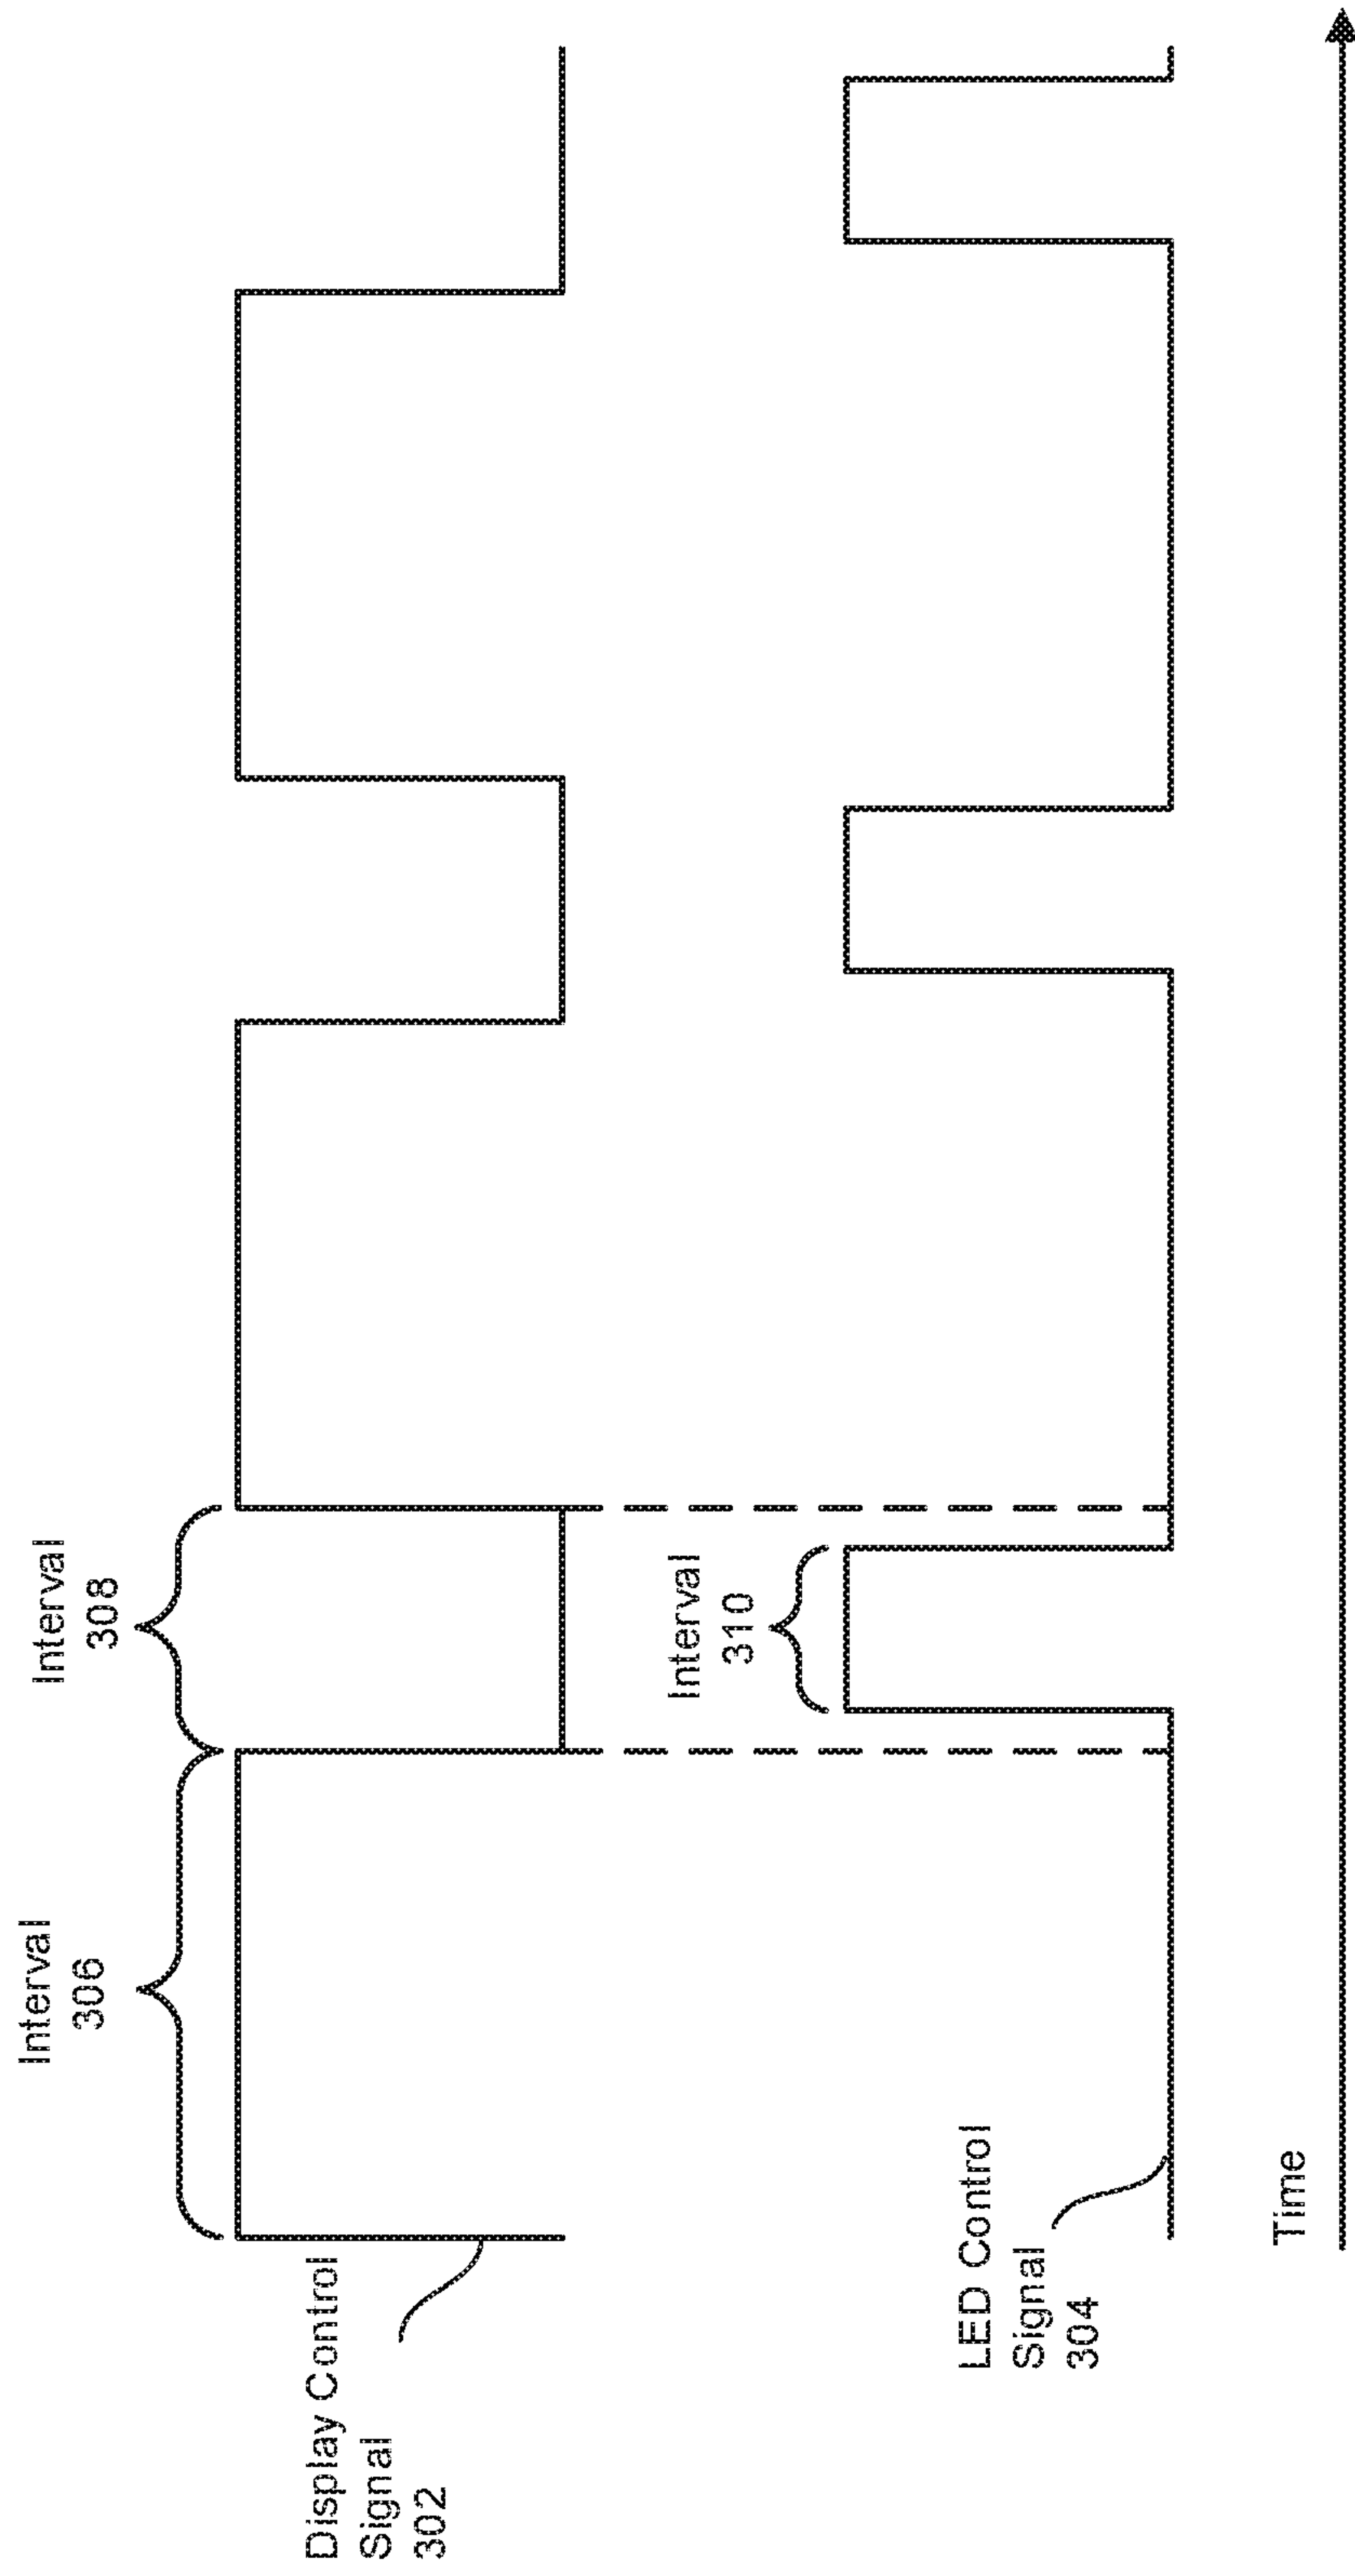 Interval
306
Interval
308
Display Control
Signal
302
Interval
310
LED Control
Signal
304
Time